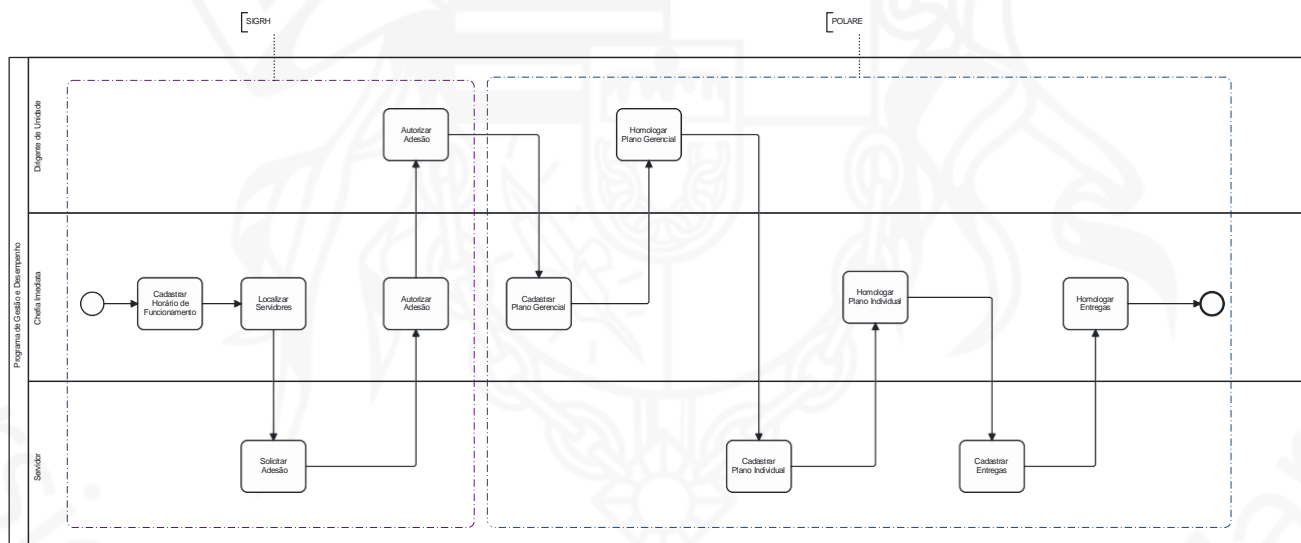 SIGRH
POLARE
Programa de Gestão e Desempenho
Dirigente de Unidade
Autorizar
Adesão
Homologar
Plano Gerencial
Chefia Imediata
Cadastrar
Horário de
Funcionamento
Localizar
Servidores
Autorizar
Adesão
Cadastrar
Plano Gerencial
Homologar
Plano Individual
Homologar
Entregas
Servidor
Solicitar
Adesão
Cadastrar
Plano Individual
Cadastrar
Entregas